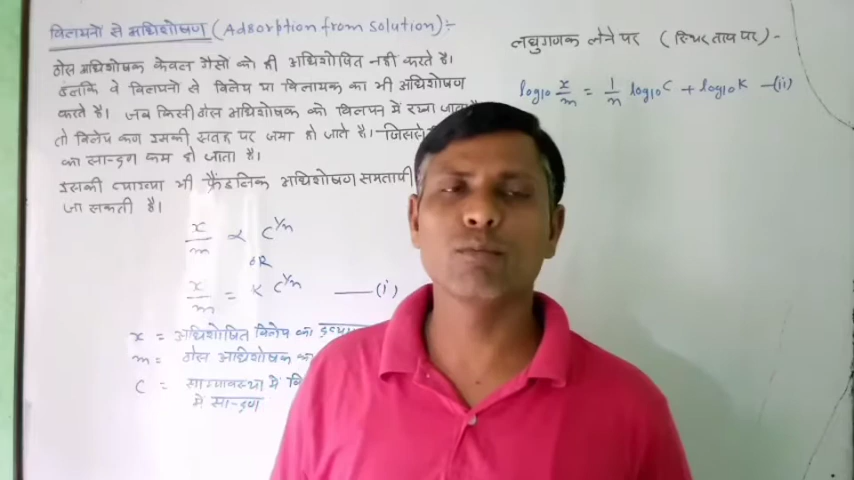 विलयनों से अधिशोषण (Adsorption from solution) :-
ठोस अधिशोषक केवल गैसों को ही अधिशोषित नहीं करते है।
बल्कि वे विलयनों से विलेय या विलायक का भी अधिशोषण
करते है। जब किसी ठोस अधिशोषक को विलयन में रखा जाता
तो विलेय कण उसकी सतह पर जमा हो जाते है। जिससे
का सा-द्रण कम हो जाता है।
इसकी व्याख्या भी फ्रैंडलिक अधिशोषण समतापी
जा सकती है।
x/m ∝ C^1/n
OR
x/m = K C^1/n —(i)
x = अधिशोषित विलेय का
m = ठोस अधिशोषक का
C = साम्यावस्था में
में सा-द्रण
लघुगणक लेने पर (स्थिर ताप पर) -
log10 x/m = 1/n log10 C + log10 K —(ii)